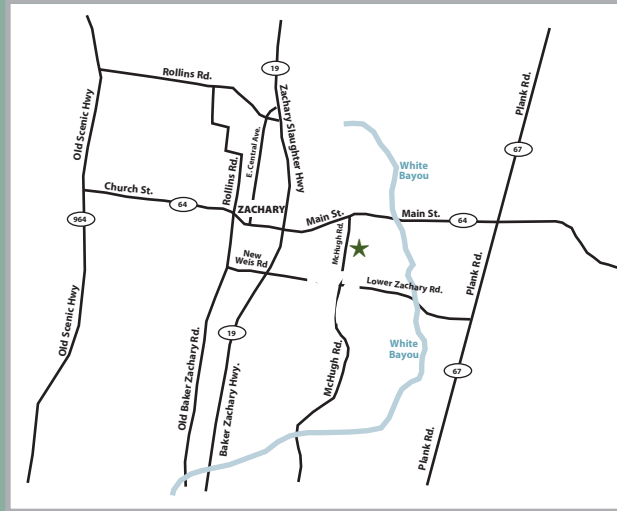 19
Rollins Rd.
Plank Rd.
Old Scenic Hwy
Zachary Slaughter Hwy
E. Central Ave.
67
White
Bayou
Rollins Rd.
Church St.
64
ZACHARY
964
Main St.
Main St.
64
McHugh Rd.
New
Weis Rd
Plank Rd.
Lower Zachary Rd.
Old Scenic Hwy
19
White
Bayou
Old Baker Zachary Rd.
Baker Zachary Hwy.
McHugh Rd.
67
Plank Rd.